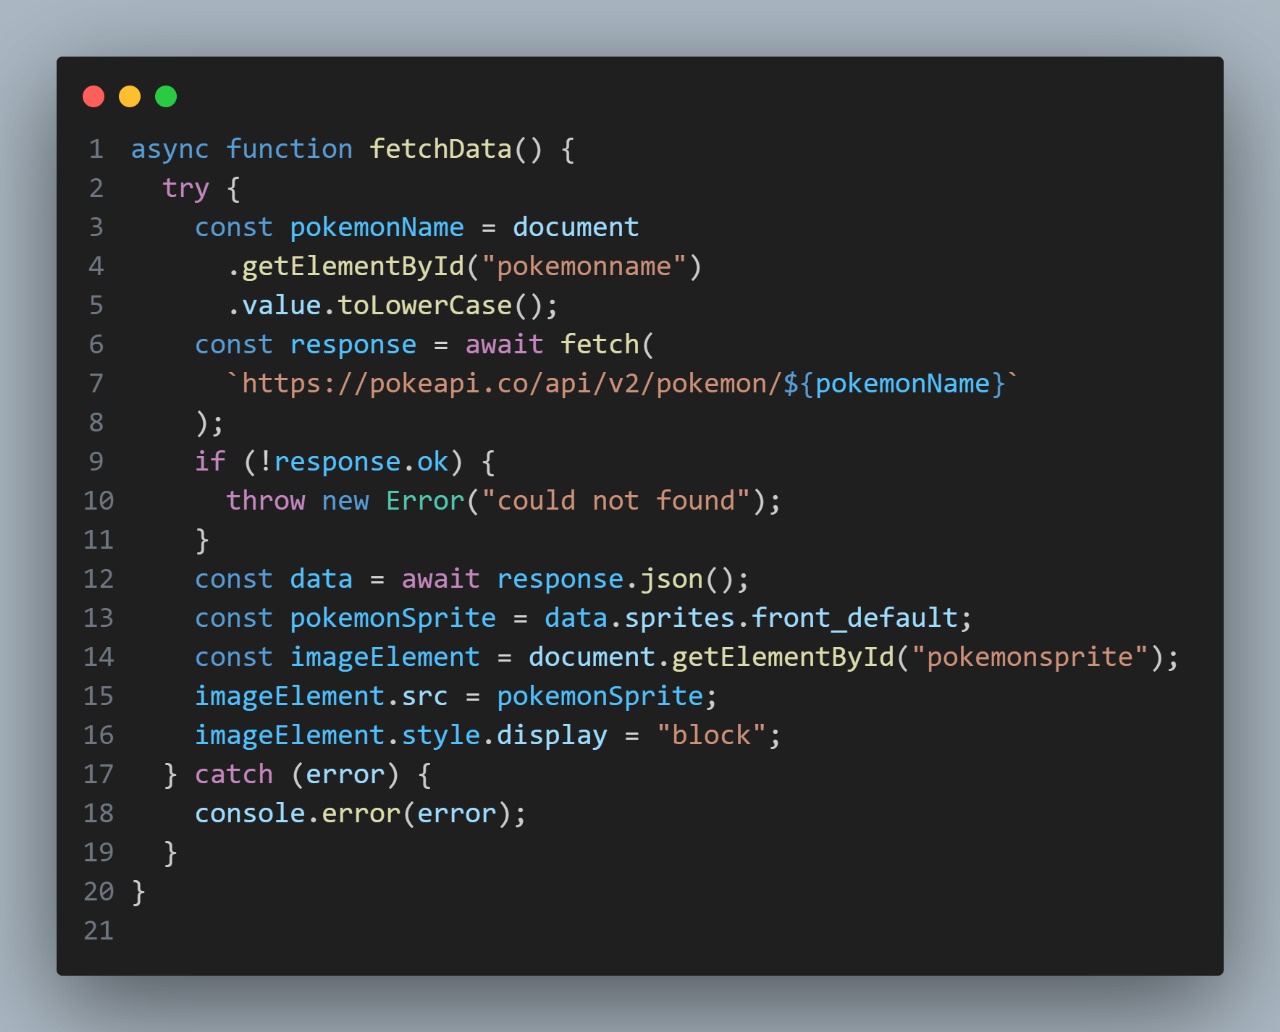 1 async function fetchData() {
2   try {
3     const pokemonName = document
4       .getElementById("pokemonname")
5       .value.toLowerCase();
6     const response = await fetch(
7       `https://pokeapi.co/api/v2/pokemon/${pokemonName}`
8     );
9     if (!response.ok) {
10       throw new Error("could not found");
11     }
12     const data = await response.json();
13     const pokemonSprite = data.sprites.front_default;
14     const imageElement = document.getElementById("pokemonsprite");
15     imageElement.src = pokemonSprite;
16     imageElement.style.display = "block";
17   } catch (error) {
18     console.error(error);
19   }
20 }
21